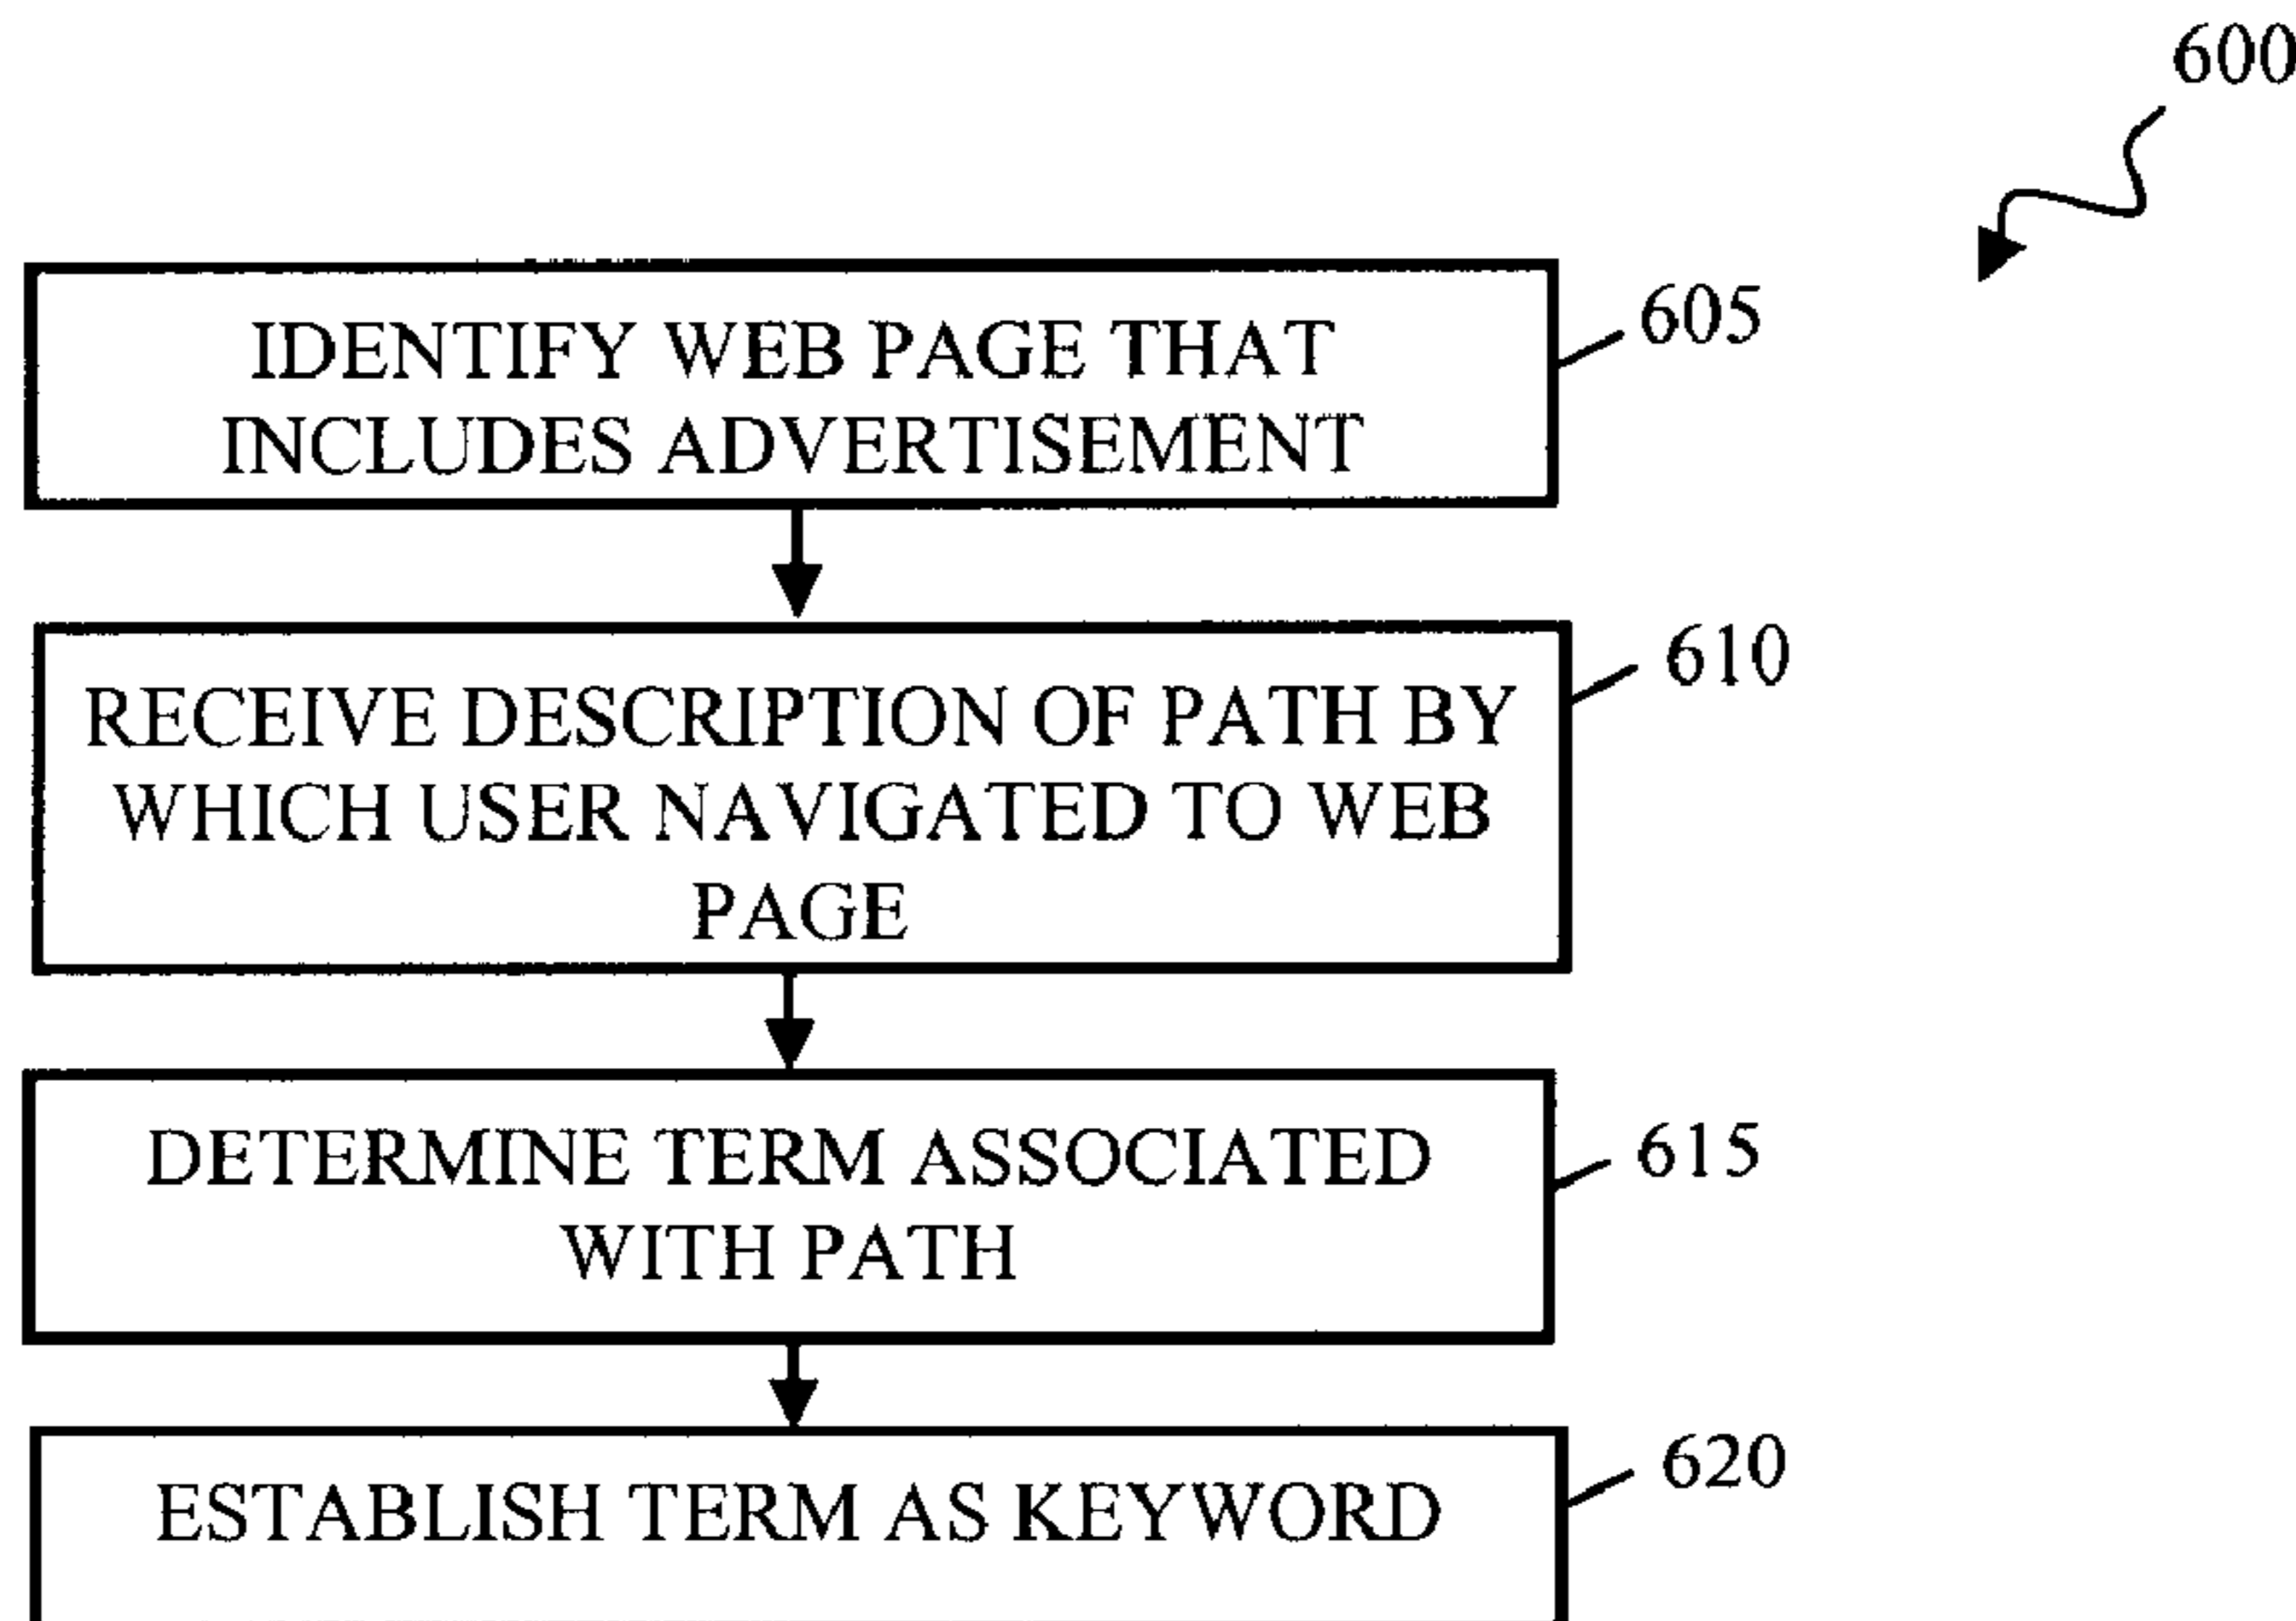 600
IDENTIFY WEB PAGE THAT
INCLUDES ADVERTISEMENT
605
RECEIVE DESCRIPTION OF PATH BY
WHICH USER NAVIGATED TO WEB
PAGE
610
DETERMINE TERM ASSOCIATED
WITH PATH
615
ESTABLISH TERM AS KEYWORD
620